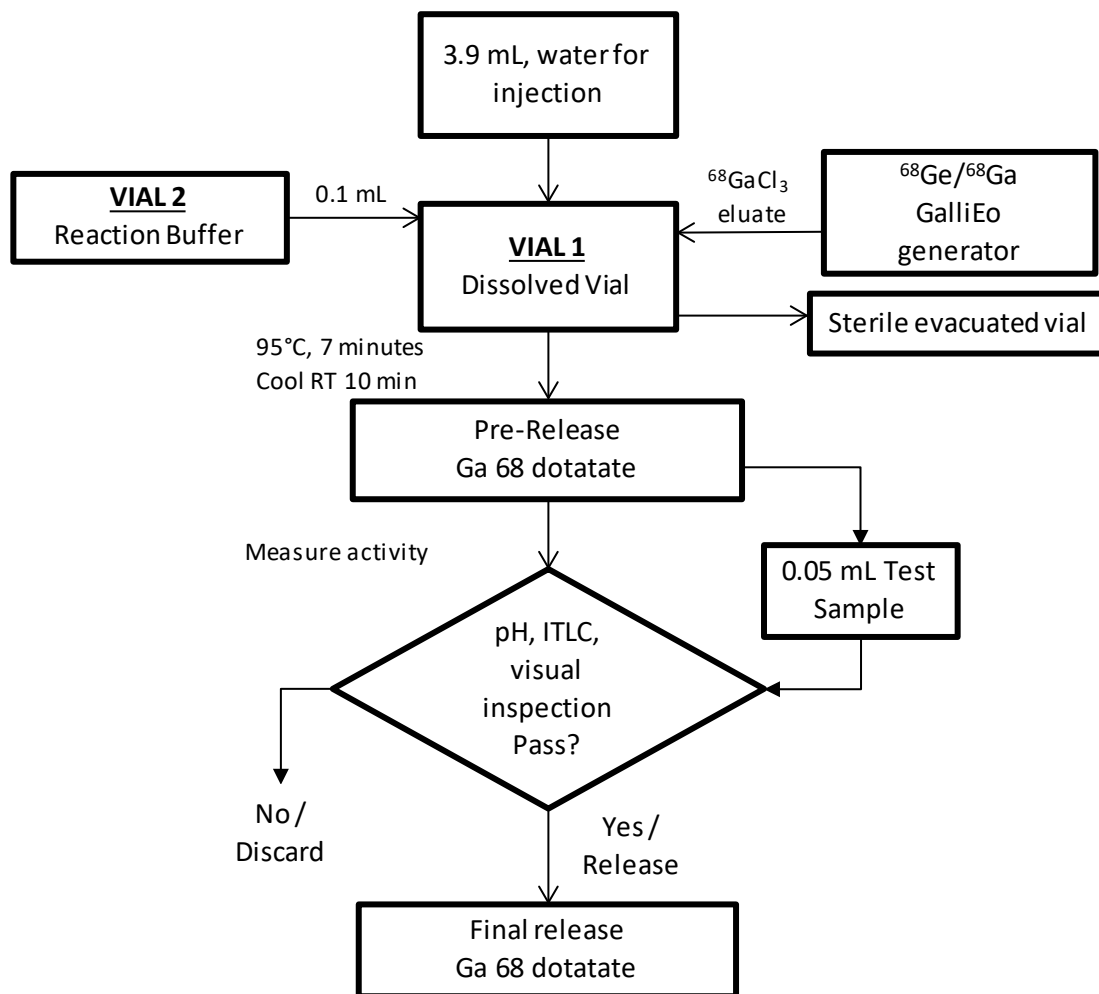 3.9 mL, water for
injection
VIAL 2
Reaction Buffer
0.1 mL
VIAL 1
Dissolved Vial
⁶⁸GaCl₃
eluate
⁶⁸Ge/⁶⁸Ga
GalliEo
generator
Sterile evacuated vial
95°C, 7 minutes
Cool RT 10 min
Pre-Release
Ga 68 dotatate
Measure activity
0.05 mL Test
Sample
pH, ITLC,
visual
inspection
Pass?
No /
Discard
Yes /
Release
Final release
Ga 68 dotatate